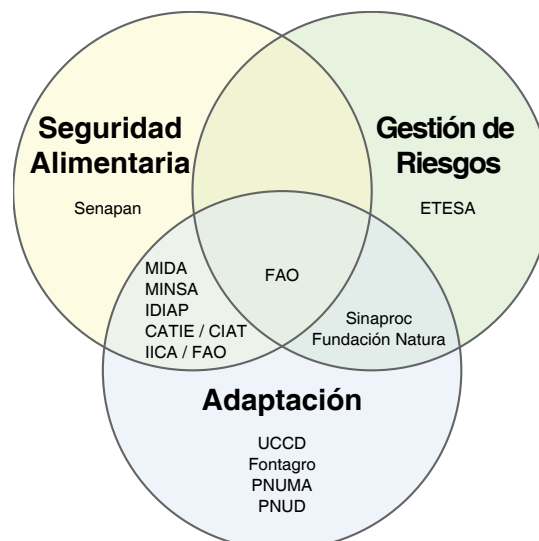 Seguridad
Alimentaria
Senapan
Gestión de
Riesgos
ETESA
MIDA
MINSA
IDIAP
CATIE / CIAT
IICA / FAO
FAO
Sinaproc
Fundación Natura
Adaptación
UCCD
Fontagro
PNUMA
PNUD